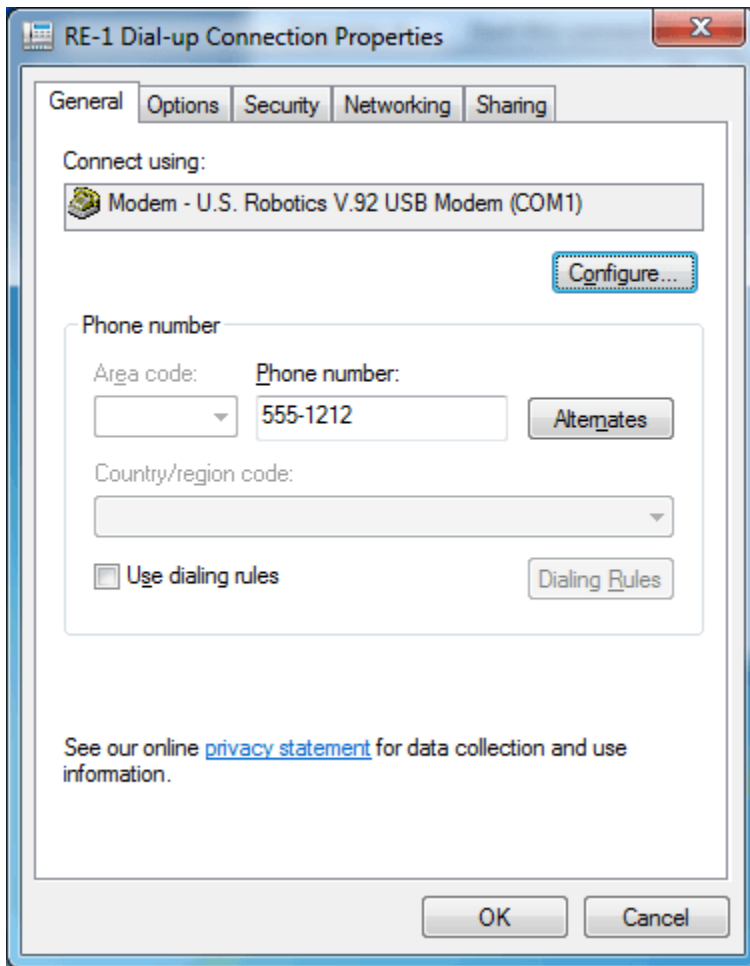 RE-1 Dial-up Connection Properties
General Options Security Networking Sharing
Connect using:
Modem - U.S. Robotics V.92 USB Modem (COM1)
Configure...
Phone number
Area code: Phone number:
555-1212 Alternates
Country/region code:
Use dialing rules Dialing Rules
See our online privacy statement for data collection and use
information.
OK Cancel